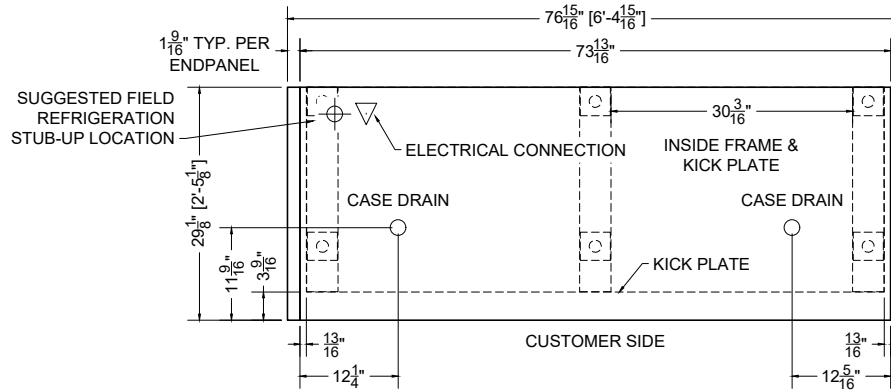 76 15/16" [6'-4 15/16"]
1 9/16" TYP. PER
ENDPANEL
73 13/16"
SUGGESTED FIELD
REFRIGERATION
STUB-UP LOCATION
30 3/16"
ELECTRICAL CONNECTION
INSIDE FRAME &
KICK PLATE
29 1/8" [2'-5 1/8"]
CASE DRAIN
CASE DRAIN
11 9/16"
3 9/16"
KICK PLATE
CUSTOMER SIDE
13/16"
13/16"
12 1/4"
12 5/16"